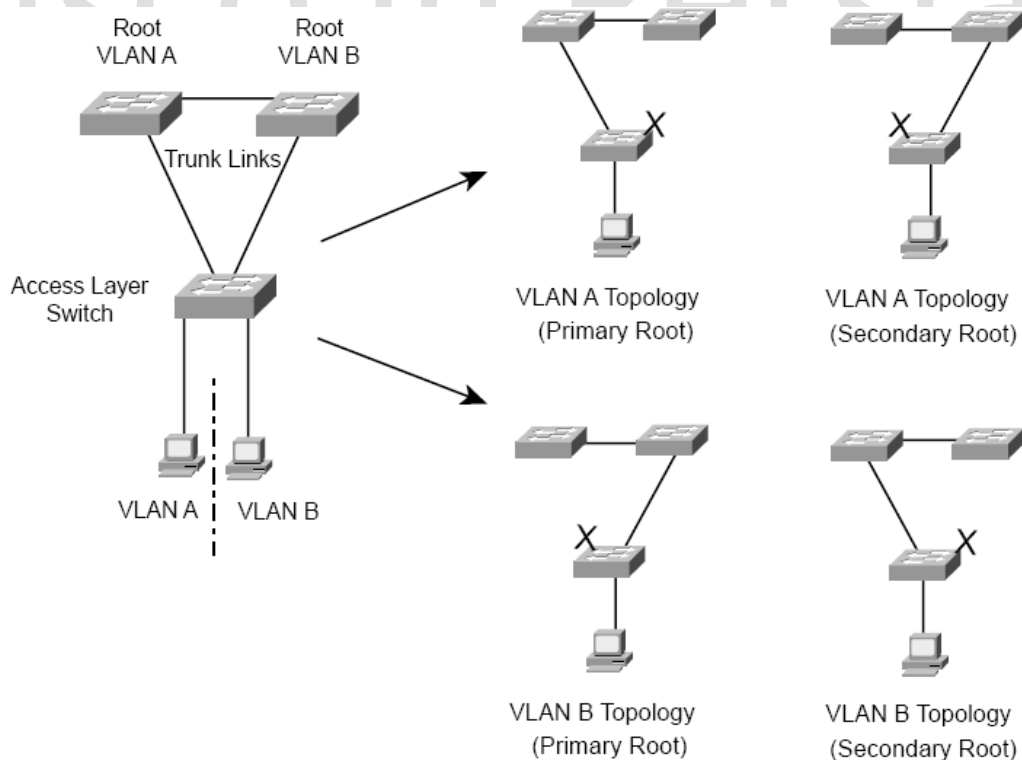 Root
VLAN A
Root
VLAN B
Trunk Links
Access Layer
Switch
VLAN A
VLAN B
VLAN A Topology
(Primary Root)
VLAN A Topology
(Secondary Root)
VLAN B Topology
(Primary Root)
VLAN B Topology
(Secondary Root)